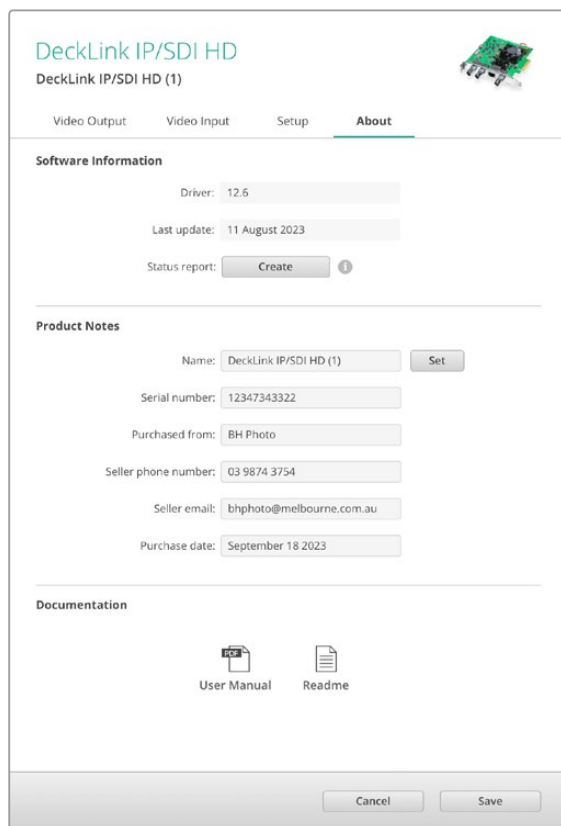 DeckLink IP/SDI HD
DeckLink IP/SDI HD (1)
Video Output Video Input Setup About
Software Information
Driver: 12.6
Last update: 11 August 2023
Status report: Create i
Product Notes
Name: DeckLink IP/SDI HD (1) Set
Serial number: 12347343322
Purchased from: BH Photo
Seller phone number: 03 9874 3754
Seller email: bhphoto@melbourne.com.au
Purchase date: September 18 2023
Documentation
PDF
User Manual Readme
Cancel Save